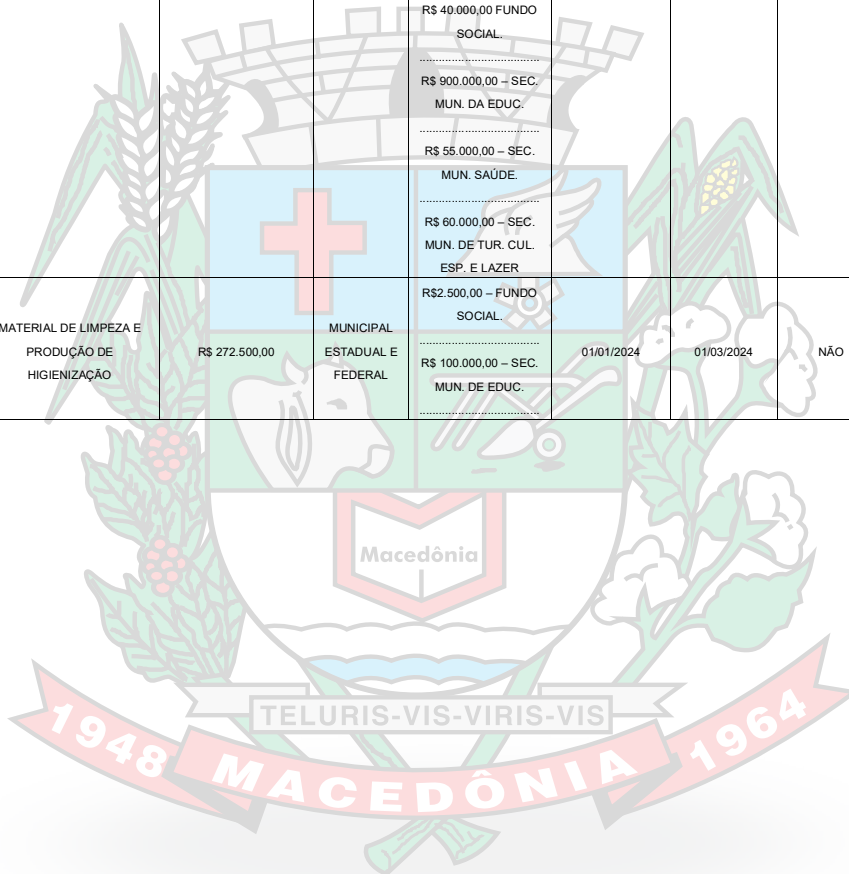 R$ 40.000,00 FUNDO
SOCIAL.
.....................................
R$ 900.000,00 – SEC.
MUN. DA EDUC.
.....................................
R$ 55.000,00 – SEC.
MUN. SAÚDE.
.....................................
R$ 60.000,00 – SEC.
MUN. DE TUR. CUL.
ESP. E LAZER
MATERIAL DE LIMPEZA E
PRODUÇÃO DE
HIGIENIZAÇÃO
R$ 272.500,00
MUNICIPAL
ESTADUAL E
FEDERAL
R$2.500,00 – FUNDO
SOCIAL.
.....................................
R$ 100.000,00 – SEC.
MUN. DE EDUC.
.....................................
01/01/2024
01/03/2024
NÃO
Macedônia
TELURIS-VIS-VIRIS-VIS
1948
MACEDÔNIA
1964